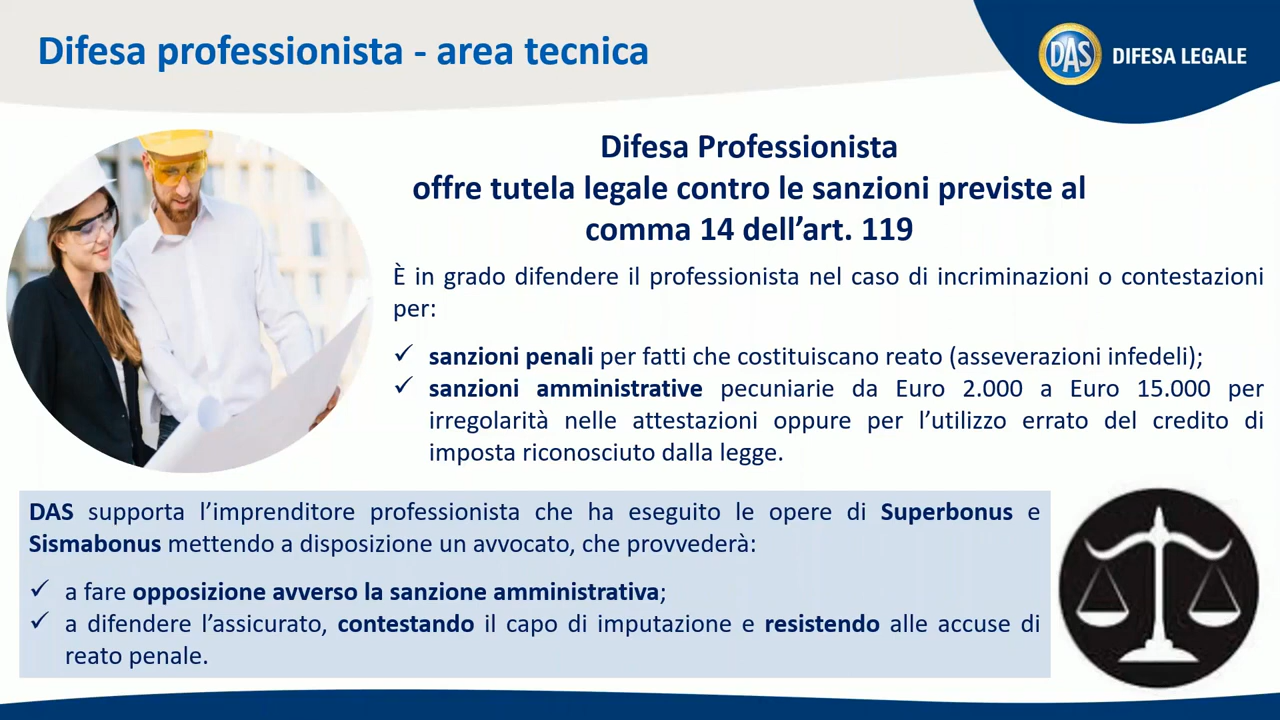 Difesa professionista - area tecnica
DAS DIFESA LEGALE
Difesa Professionista
offre tutela legale contro le sanzioni previste al
comma 14 dell’art. 119
È in grado difendere il professionista nel caso di incriminazioni o contestazioni
per:
✓ sanzioni penali per fatti che costituiscano reato (asseverazioni infedeli);
✓ sanzioni amministrative pecuniarie da Euro 2.000 a Euro 15.000 per
irregolarità nelle attestazioni oppure per l’utilizzo errato del credito di
imposta riconosciuto dalla legge.
DAS supporta l’imprenditore professionista che ha eseguito le opere di Superbonus e
Sismabonus mettendo a disposizione un avvocato, che provvederà:
✓ a fare opposizione avverso la sanzione amministrativa;
✓ a difendere l’assicurato, contestando il capo di imputazione e resistendo alle accuse di
reato penale.